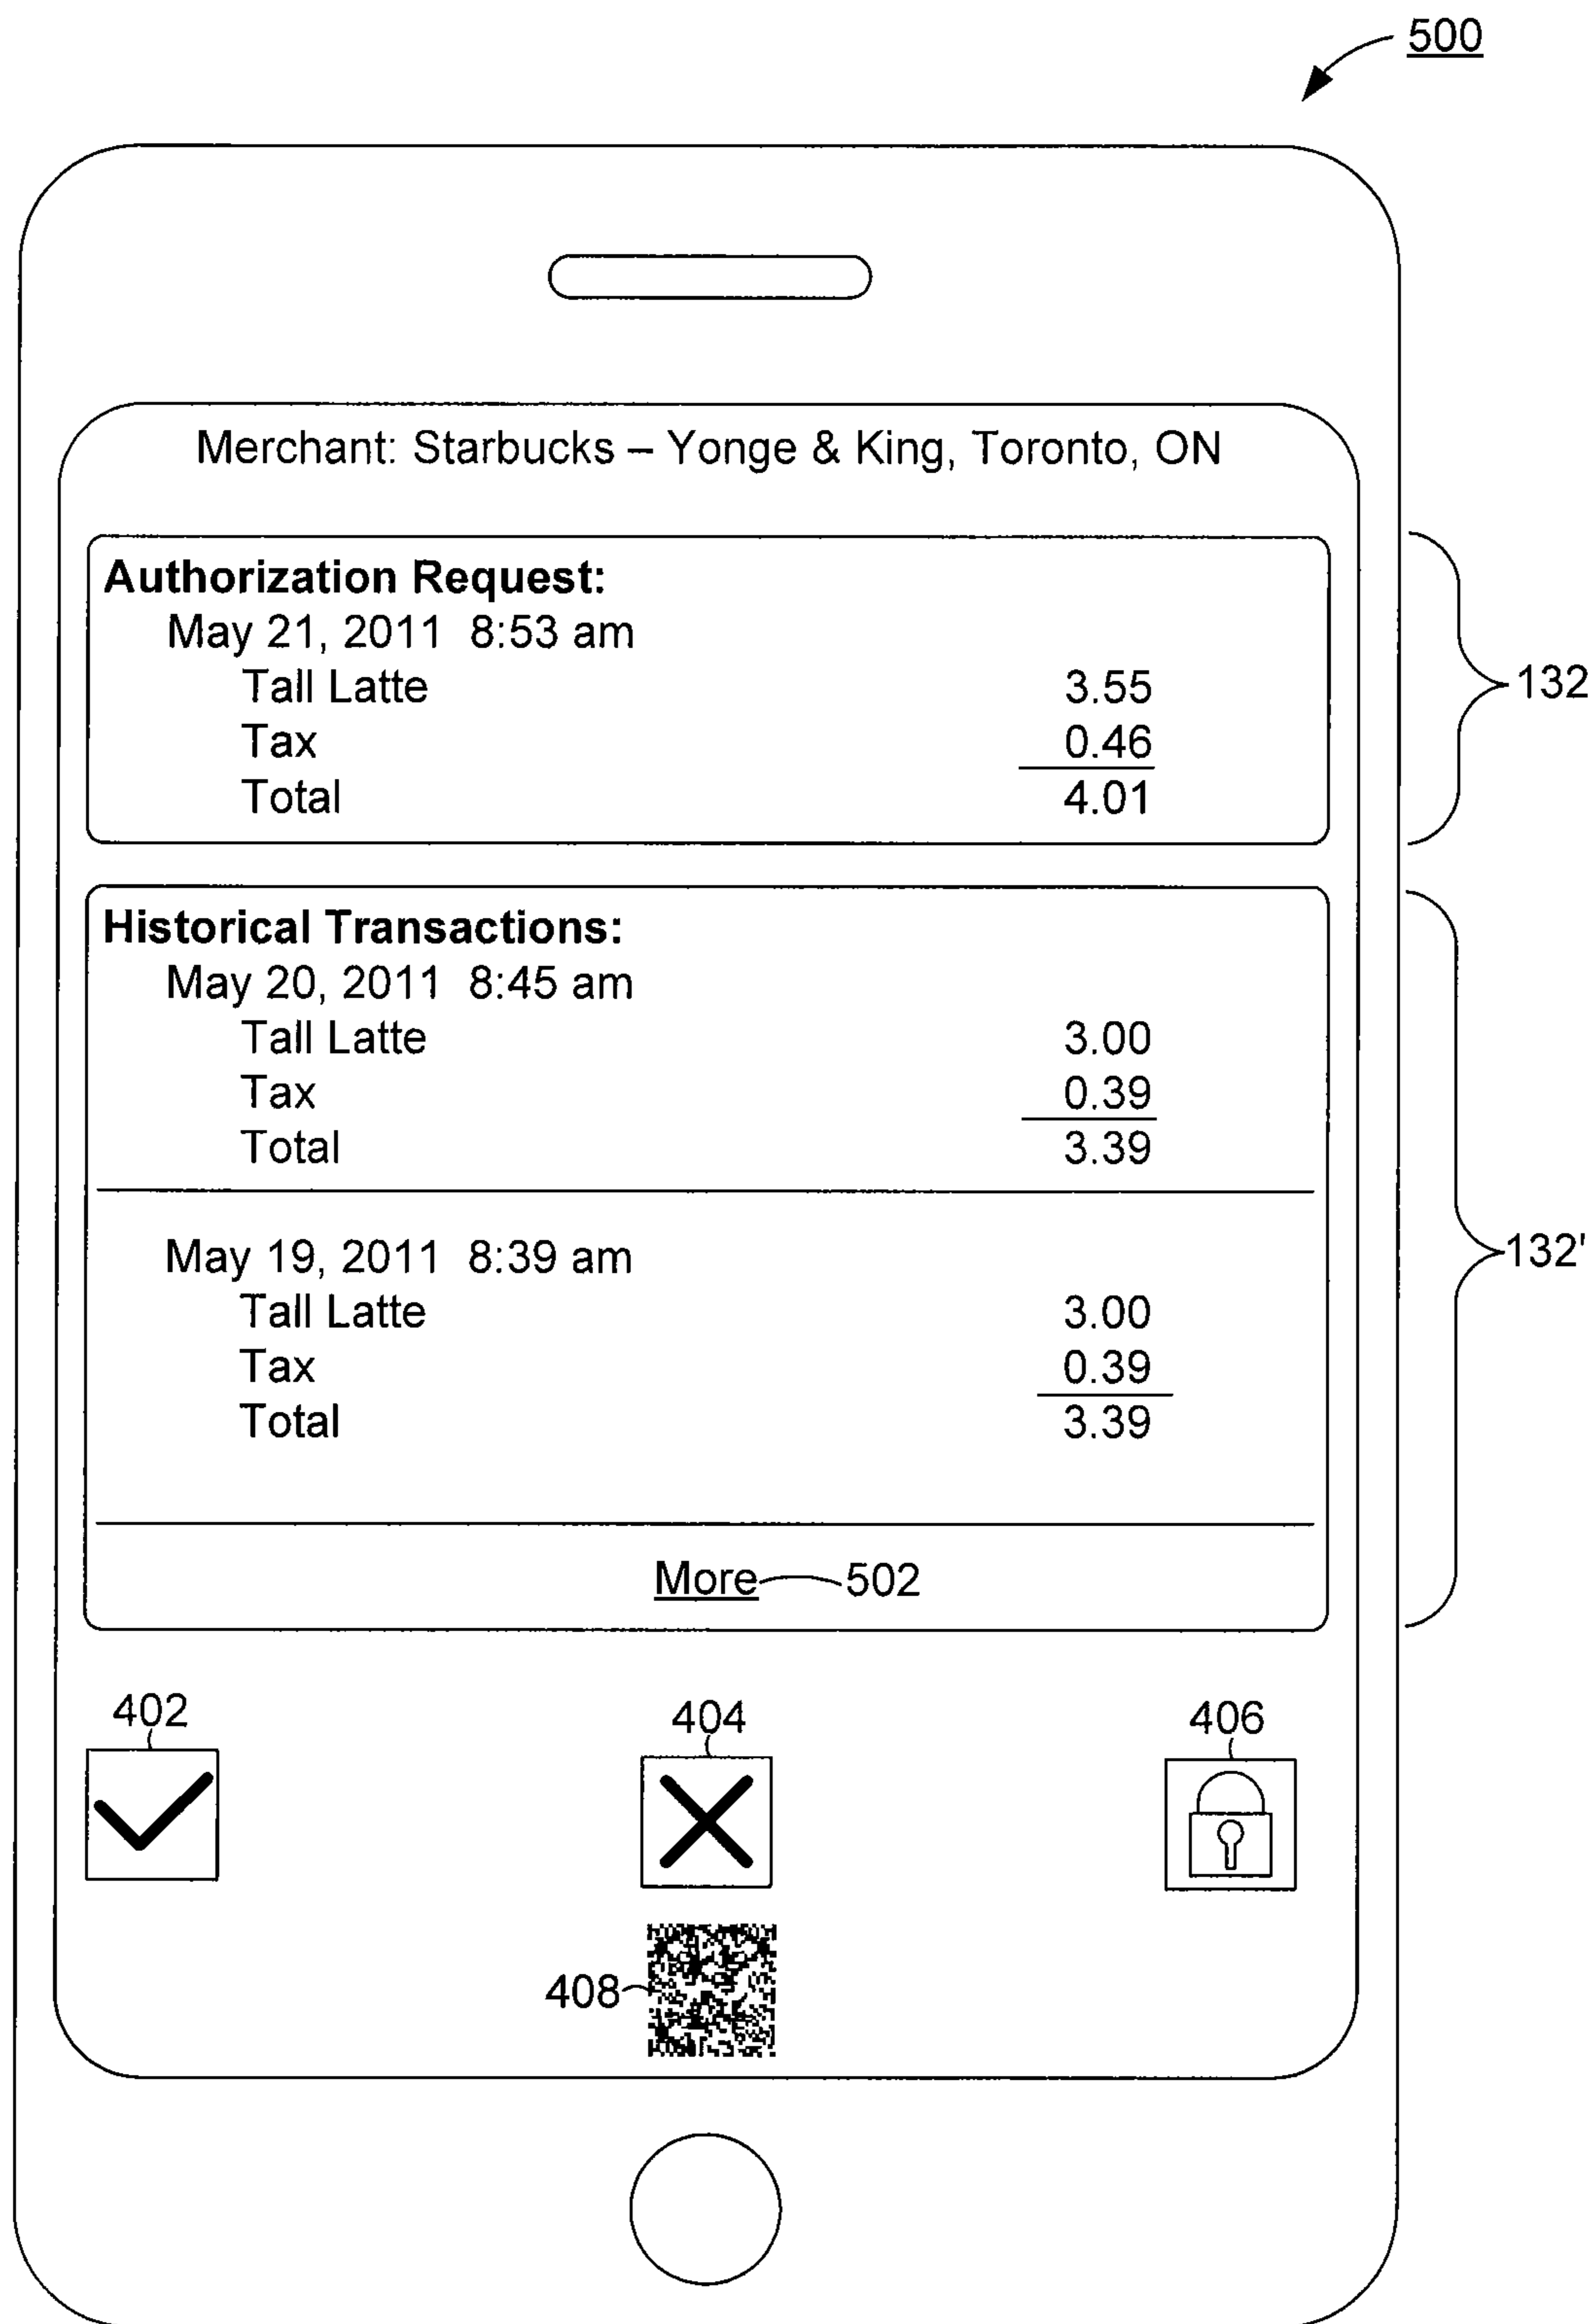 500
Merchant: Starbucks – Yonge & King, Toronto, ON
Authorization Request:
May 21, 2011 8:53 am
Tall Latte 3.55
Tax 0.46
Total 4.01
132
Historical Transactions:
May 20, 2011 8:45 am
Tall Latte 3.00
Tax 0.39
Total 3.39
May 19, 2011 8:39 am
Tall Latte 3.00
Tax 0.39
Total 3.39
132'
More 502
402 404 406
408